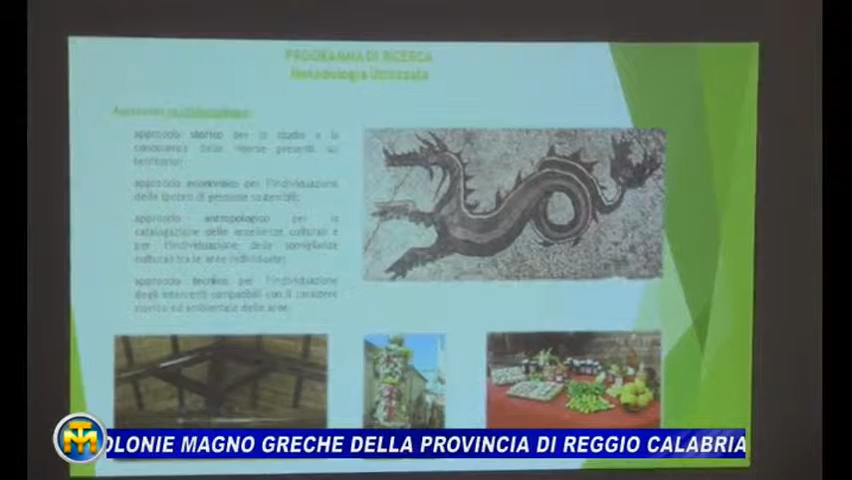 PROGRAMMA DI RICERCA
Metodologia Utilizzata
approccio storico per lo studio e la
conoscenza delle risorse presenti sul
territorio;
approccio economico per l'individuazione
delle ipotesi di gestione sostenibili;
approccio antropologico per la
catalogazione delle eccellenze culturali e
per l'individuazione delle somiglianze
culturali tra le aree individuate;
approccio tecnico per l'individuazione
degli interventi compatibili con il carattere
storico ed ambientale delle aree
TM
OLONIE MAGNO GRECHE DELLA PROVINCIA DI REGGIO CALABRIA